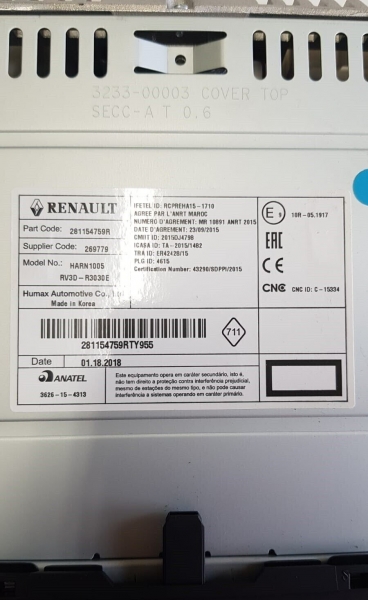 3233-00003 COVER TOP
SECC-A T 0.6
RENAULT
Part Code: 281154759R
Supplier Code: 269779
Model No.: HARN1005
RV3D-R3030E
Humax Automotive Co., Ltd
Made in Korea
IFETEL ID: RCPREHA15-1710
AGREE PAR L'ANRT MAROC
NUMERO D'AGREMENT: MR 10891 ANRT 2015
DATE D'AGREMENT: 23/09/2015
CMIIT ID: 2015DJ4798
ICASA ID: TA-2015/1482
TRA ID: ER42428/15
PLG ID: 4615
Certification Number: 43290/SDPPI/2015
E
10R-05.1917
EAC
CE
CNC CNC ID: C-15334
281154759RTY955
711
Date 01.18.2018
ANATEL
3626-15-4313
Este equipamento opera em caráter secundário, isto é,
não tem direito a proteção contra interferência prejudicial,
mesmo de estações do mesmo tipo, e não pode causar
interferência a sistemas operando em caráter primário.